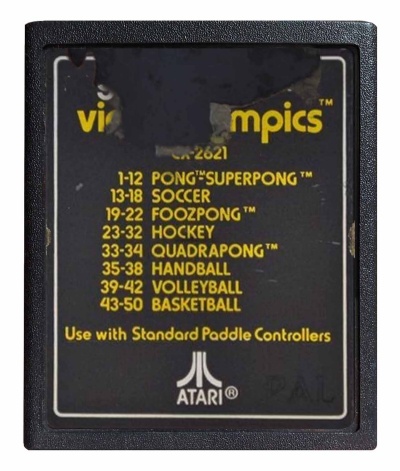 vi mpics™
CX-2621
1-12 PONG™SUPERPONG™
13-18 SOCCER
19-22 FOOZPONG™
23-32 HOCKEY
33-34 QUADRAPONG™
35-38 HANDBALL
39-42 VOLLEYBALL
43-50 BASKETBALL
Use with Standard Paddle Controllers
ATARI®
PAL